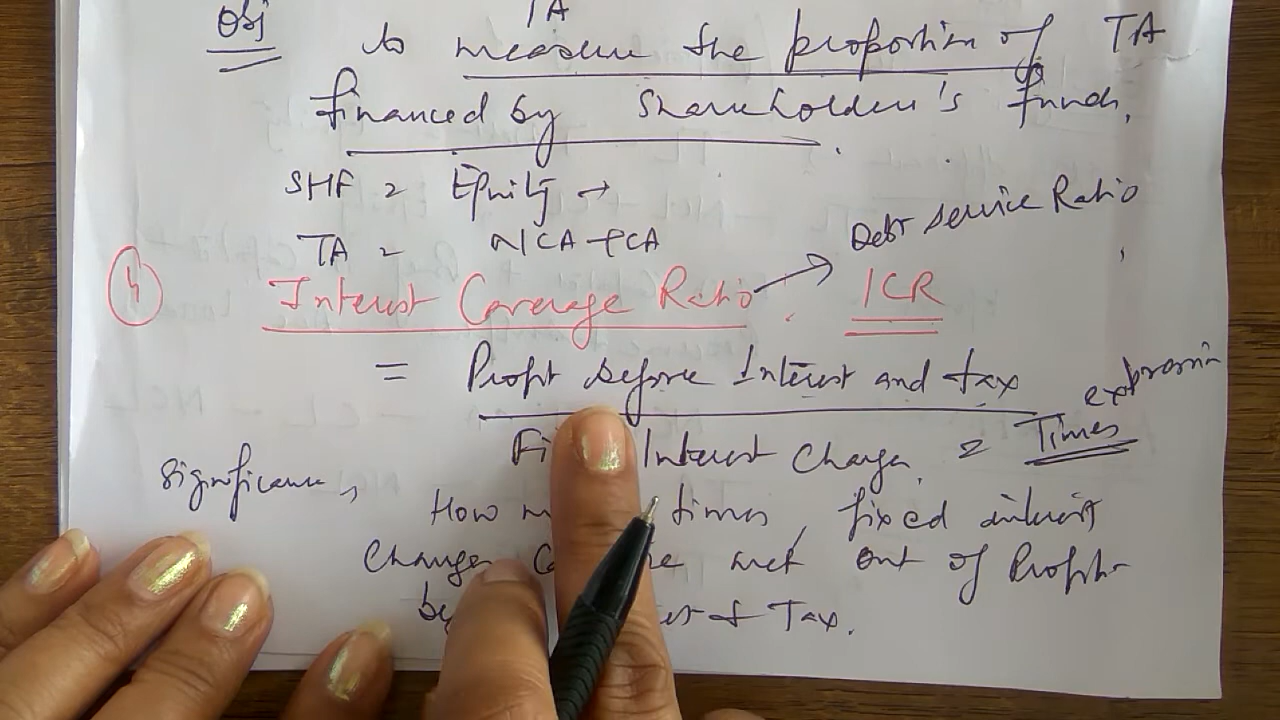 Obj TA
to measure the proportion of TA
financed by Shareholder's funds.
SHF = Equity →
TA = NCA + CA
Debt Service Ratio
4 Interest Coverage Ratio → ICR
= Profit before Interest and tax
Interest Charge = Times expression
Significance, How times, fixed interest
Charges met out of Profit
Tax.